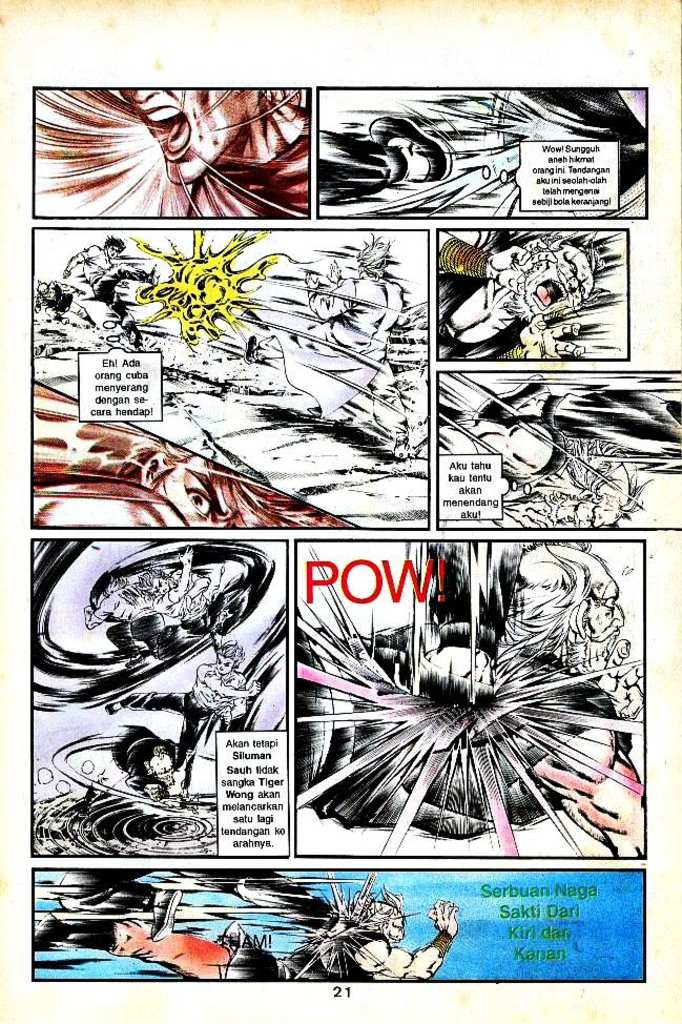 Wow! Sungguh
aneh hikmat
orang ini. Tendangan
aku ini seolah-olah
telah mengenai
sebiji bola keranjang!
Eh! Ada
orang cuba
menyerang
dengan se-
cara hendap!
Aku tahu
kau tentu
akan
menendang
aku!
Akan tetapi
Siluman
Sauh tidak
sangka Tiger
Wong akan
melancarkan
satu lagi
tendangan ke
arahnya.
POW!
THAM!
Serbuan Naga
Sakti Dari
Kiri dan
Kanan
21